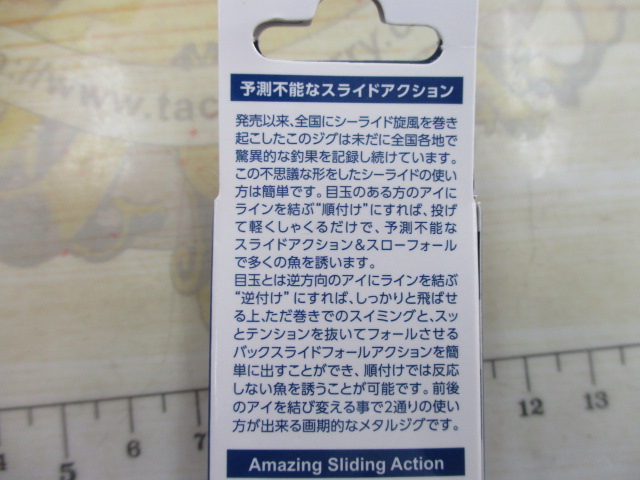 予測不能なスライドアクション
発売以来、全国にシーライド旋風を巻き
起こしたこのジグは未だに全国各地で
驚異的な釣果を記録し続けています。
この不思議な形をしたシーライドの使い
方は簡単です。目玉のある方のアイに
ラインを結ぶ“順付け”にすれば、投げ
て軽くしゃくるだけで、予測不能な
スライドアクション&スローフォール
で多くの魚を誘います。
目玉とは逆方向のアイにラインを結ぶ
“逆付け”にすれば、しっかりと飛ばせ
る上、ただ巻きでのスイミングと、スッ
とテンションを抜いてフォールさせる
バックスライドフォールアクションを簡
単に出すことができ、順付けでは反応
しない魚を誘うことが可能です。前後
のアイを結び変える事で2通りの使い
方が出来る画期的なメタルジグです。
Amazing Sliding Action
4 5 6 12 13